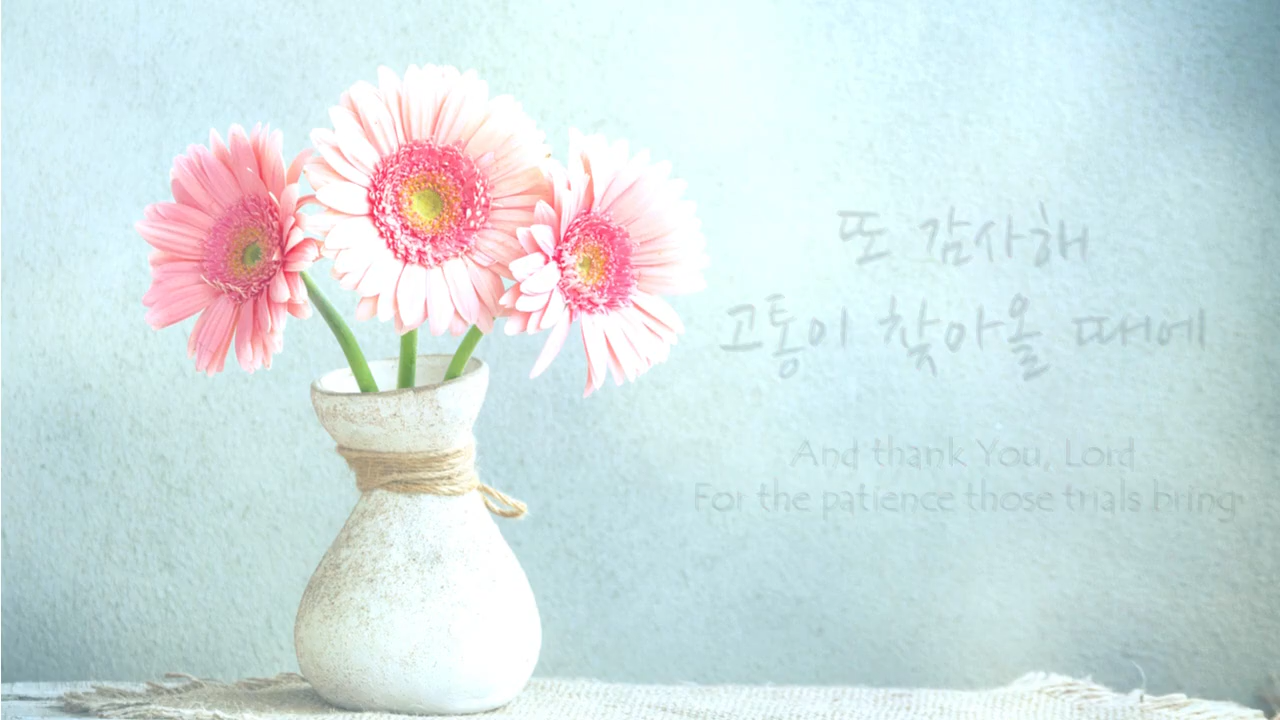 또 감사해
고통이 찾아올 때에
And thank You, Lord
For the patience those trials bring